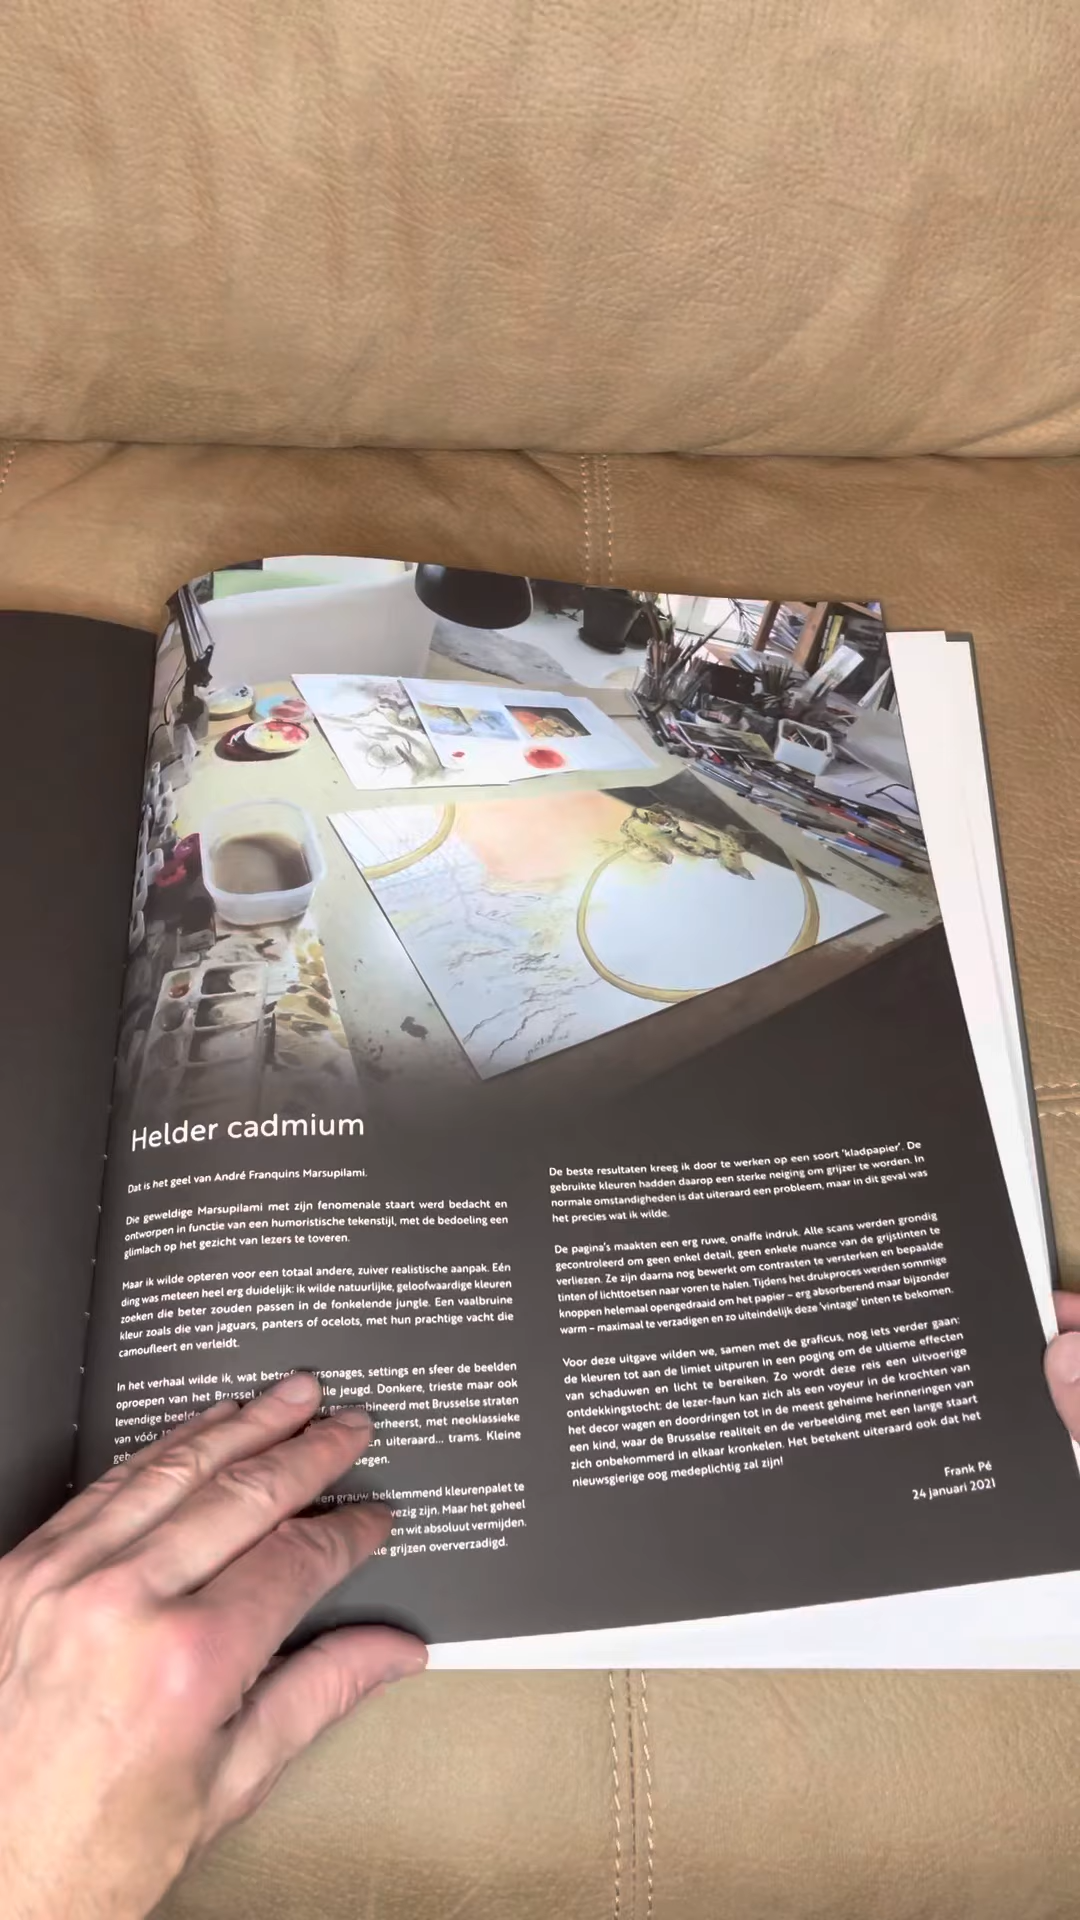 Helder cadmium
Dat is het geel van André Franquins Marsupilami.
Die geweldige Marsupilami met zijn fenomenale staart werd bedacht en
ontworpen in functie van een humoristische tekenstijl, met de bedoeling een
glimlach op het gezicht van lezers te toveren.
Maar ik wilde opteren voor een totaal andere, zuiver realistische aanpak. Eén
ding was meteen heel erg duidelijk: ik wilde natuurlijke, geloofwaardige kleuren
zoeken die beter zouden passen in de fonkelende jungle. Een vaalbruine
kleur zoals die van jaguars, panters of ocelots, met hun prachtige vacht die
camoufleert en verleidt.
In het verhaal wilde ik, wat settings en sfeer de beelden
oproepen van het Brussel jeugd. Donkere, trieste maar ook
levendige met Brusselse straten
van vóór met neoklassieke
uiteraard... trams. Kleine
een grauw beklemmend kleurenpalet te
zijn. Maar het geheel
en wit absoluut vermijden.
grijzen oververzadigd.
De beste resultaten kreeg ik door te werken op een soort 'kladpapier'. De
gebruikte kleuren hadden daarop een sterke neiging om grijzer te worden. In
normale omstandigheden is dat uiteraard een probleem, maar in dit geval was
het precies wat ik wilde.
De pagina's maakten een erg ruwe, onaffe indruk. Alle scans werden grondig
gecontroleerd om geen enkel detail, geen enkele nuance van de grijstinten te
verliezen. Ze zijn daarna nog bewerkt om contrasten te versterken en bepaalde
tinten of lichttoetsen naar voren te halen. Tijdens het drukproces werden sommige
knoppen helemaal opengedraaid om het papier – erg absorberend maar bijzonder
warm – maximaal te verzadigen en zo uiteindelijk deze 'vintage' tinten te bekomen.
Voor deze uitgave wilden we, samen met de graficus, nog iets verder gaan:
de kleuren tot aan de limiet uitpuren in een poging om de ultieme effecten
van schaduwen en licht te bereiken. Zo wordt deze reis een uitvoerige
ontdekkingstocht: de lezer-faun kan zich als een voyeur in de krochten van
het decor wagen en doordringen tot in de meest geheime herinneringen van
een kind, waar de Brusselse realiteit en de verbeelding met een lange staart
zich onbekommerd in elkaar kronkelen. Het betekent uiteraard ook dat het
nieuwsgierige oog medeplichtig zal zijn!
Frank Pé
24 januari 2021